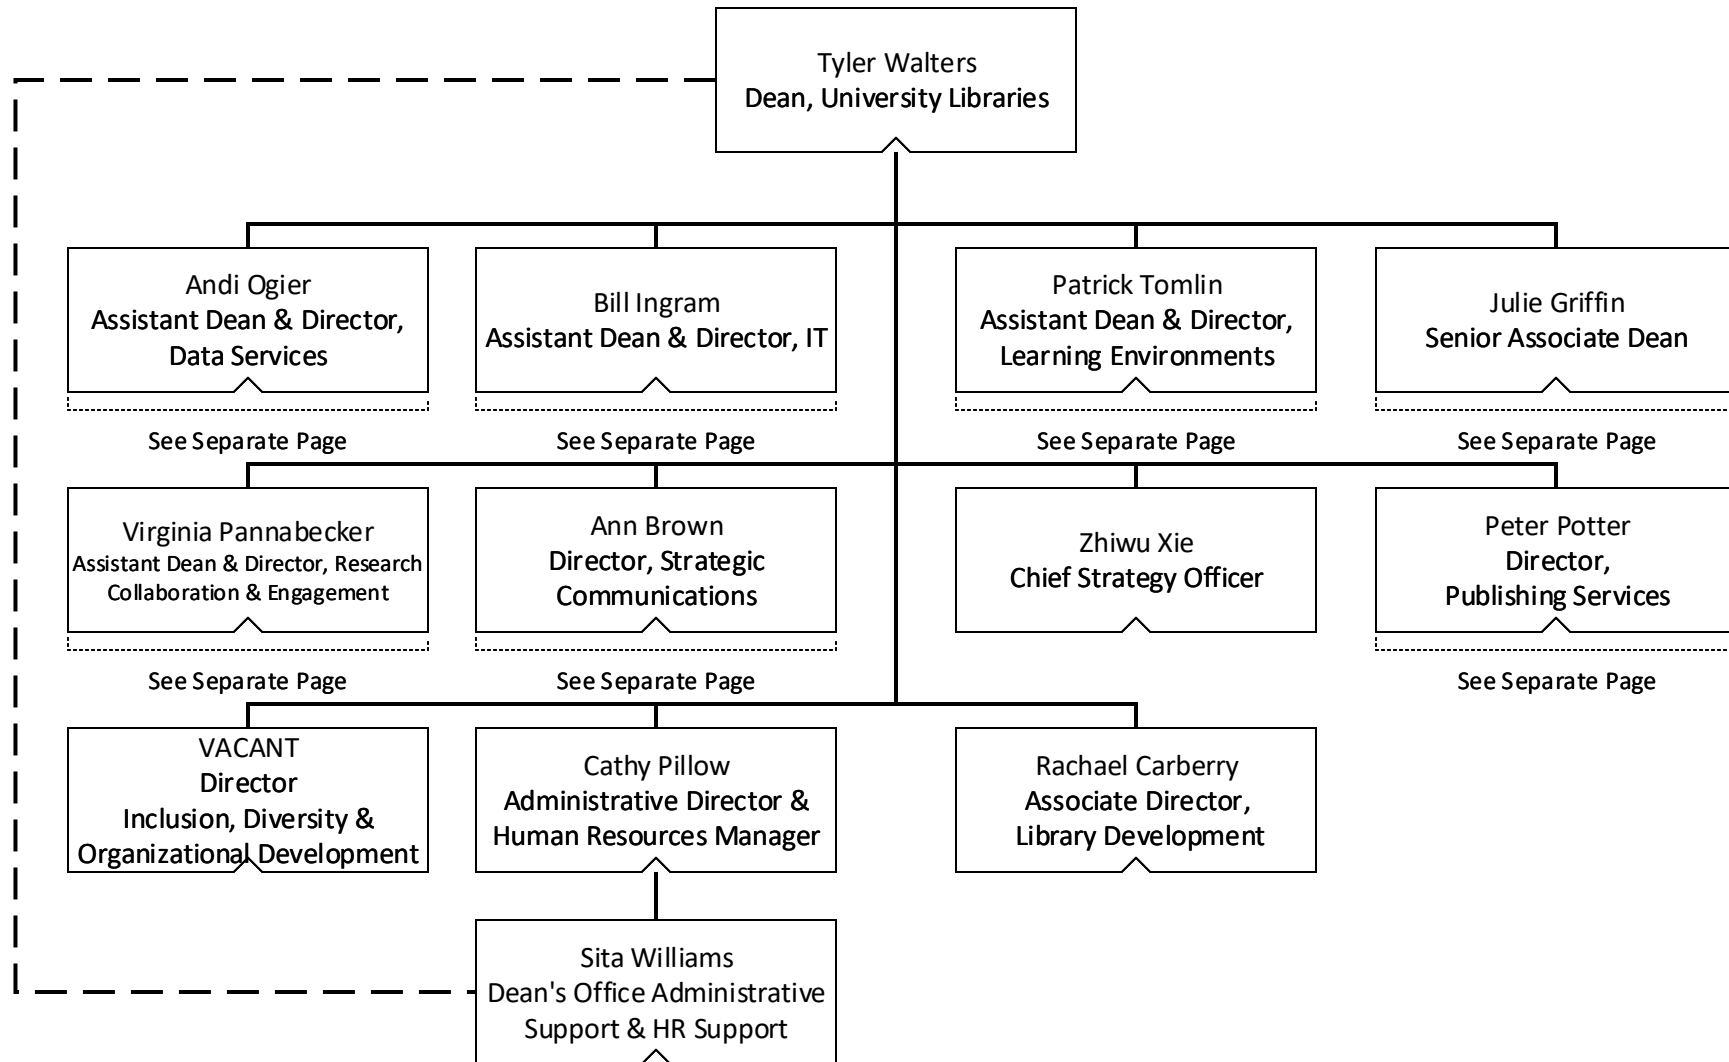 Tyler Walters
Dean, University Libraries
Andi Ogier
Assistant Dean & Director,
Data Services
Bill Ingram
Assistant Dean & Director, IT
Patrick Tomlin
Assistant Dean & Director,
Learning Environments
Julie Griffin
Senior Associate Dean
See Separate Page
See Separate Page
See Separate Page
See Separate Page
Virginia Pannabecker
Assistant Dean & Director, Research
Collaboration & Engagement
Ann Brown
Director, Strategic
Communications
Zhiwu Xie
Chief Strategy Officer
Peter Potter
Director,
Publishing Services
See Separate Page
See Separate Page
See Separate Page
VACANT
Director
Inclusion, Diversity &
Organizational Development
Cathy Pillow
Administrative Director &
Human Resources Manager
Rachael Carberry
Associate Director,
Library Development
Sita Williams
Dean's Office Administrative
Support & HR Support